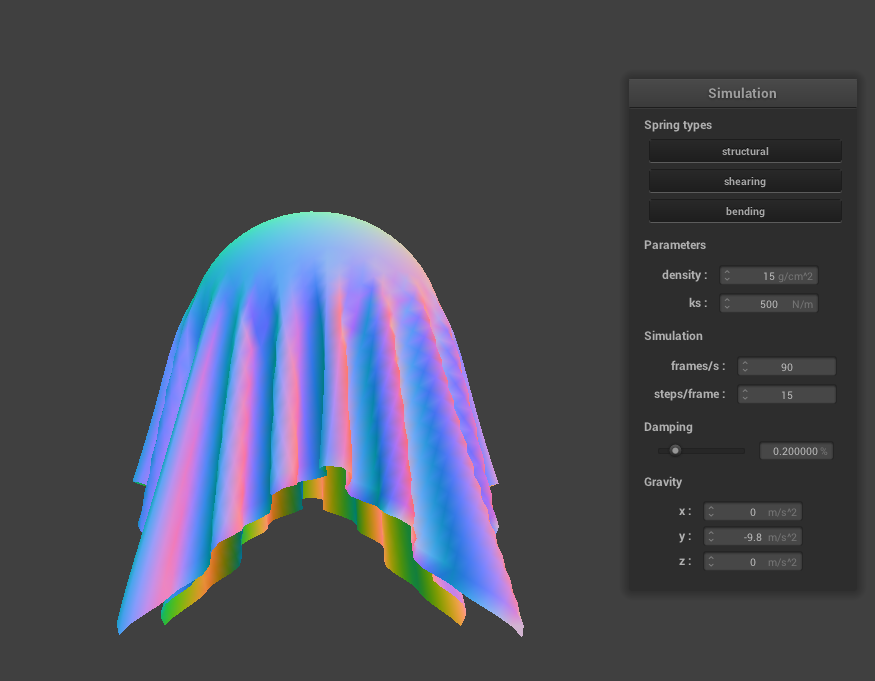 Simulation
Spring types
structural
shearing
bending
Parameters
density : 15 g/cm^2
ks : 500 N/m
Simulation
frames/s : 90
steps/frame : 15
Damping
0.200000 %
Gravity
x : 0 m/s^2
y : -9.8 m/s^2
z : 0 m/s^2